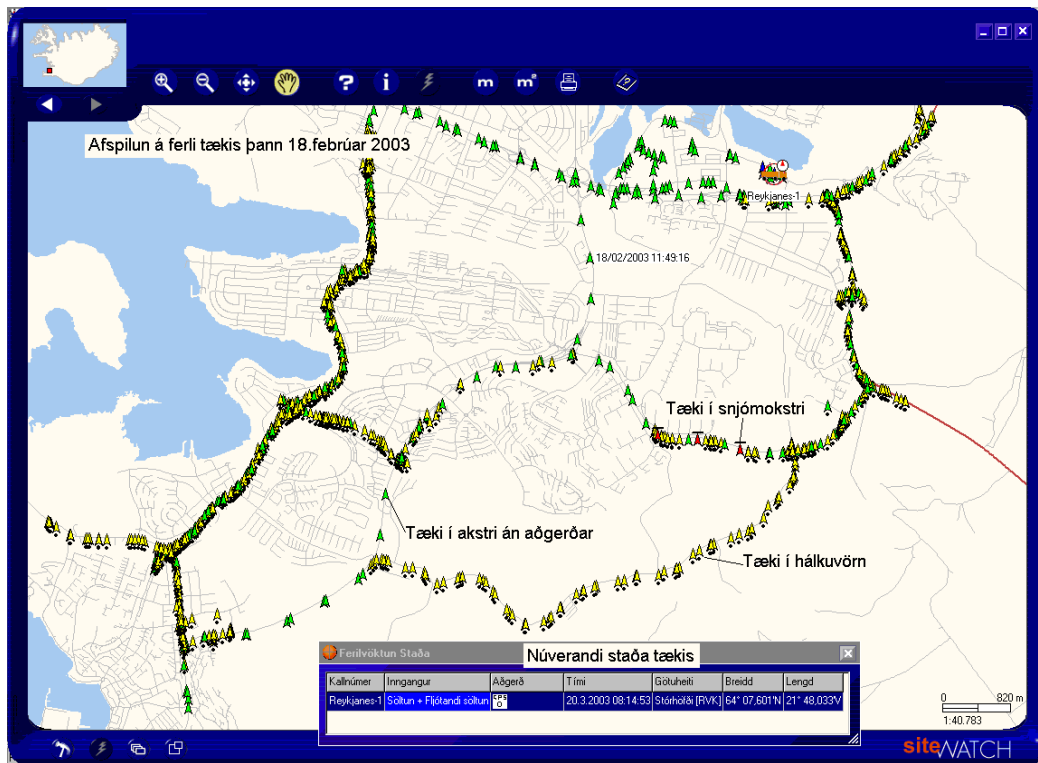 ? i m m²
Afspilun á ferli tækis þann 18.febrúar 2003
Reykjanes-1
18/02/2003 11:49:16
Tæki í snjómokstri
Tæki í akstri án aðgerðar
Tæki í hálkuvörn
Ferilvöktun Staða
Núverandi staða tækis
Kallnúmer Inngangur Aðgerð Tími Götuheiti Breidd Lengd
Reykjanes-1 Söltun + Fljótandi söltun 20.3.2003 08:14:53 Stórhöfði [RVK] 64° 07,601'N 21° 48,033'V
0 820 m
1:40.783
siteWATCH